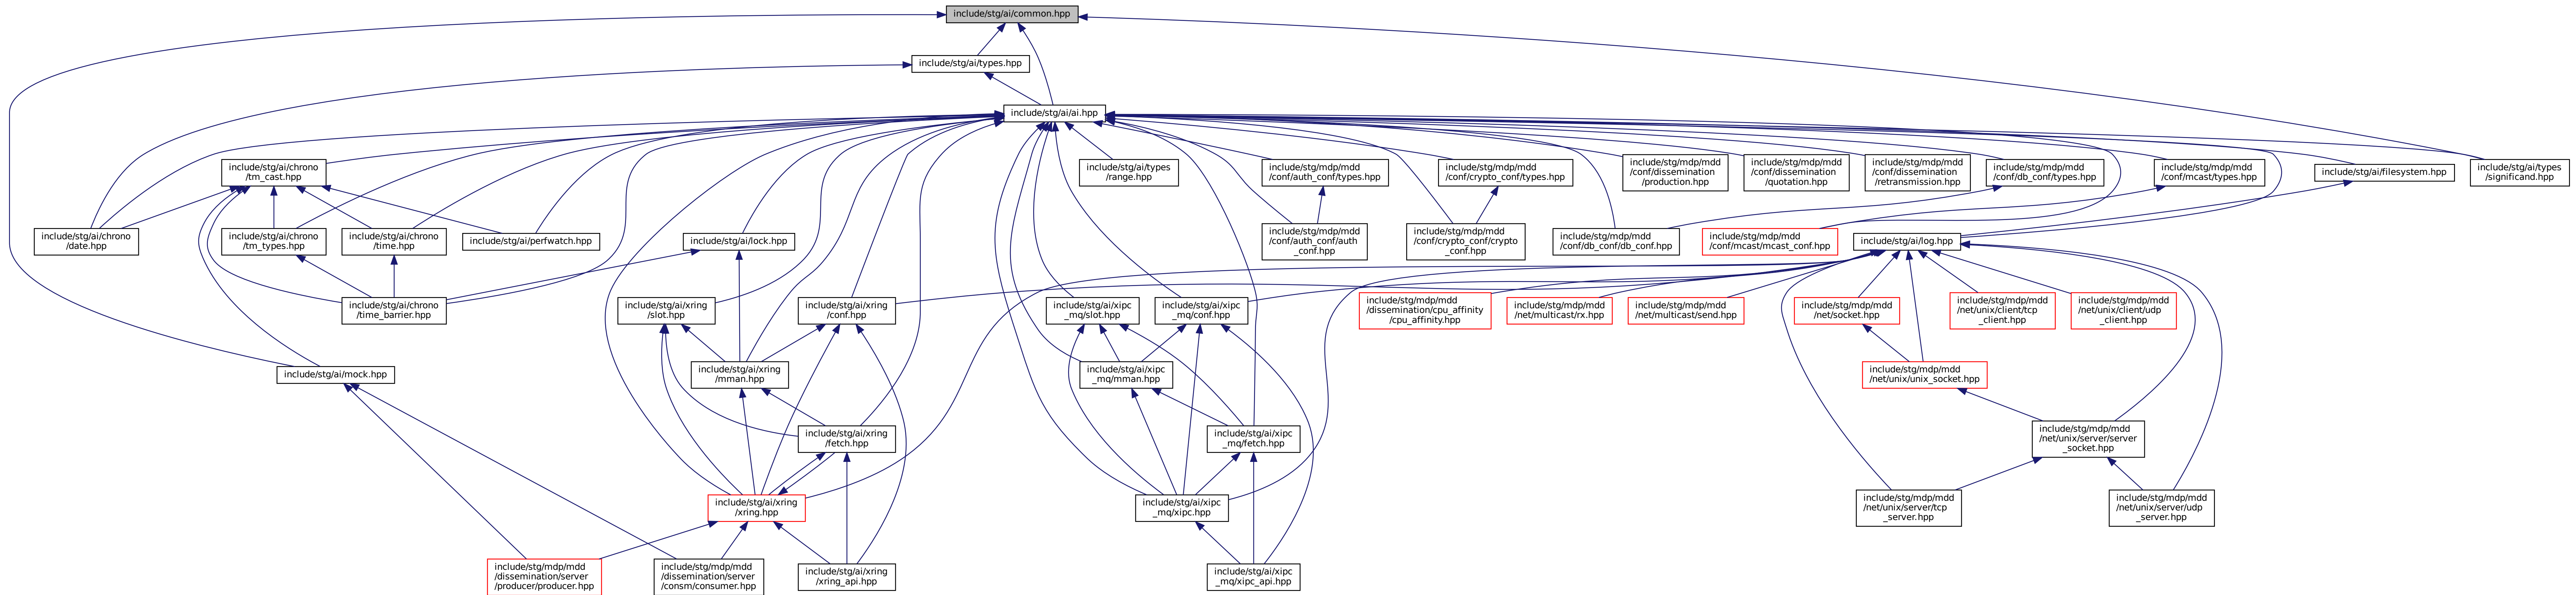 include/stg/ai/common.hpp
include/stg/ai/types.hpp
include/stg/ai/ai.hpp
include/stg/ai/chrono
/tm_cast.hpp
include/stg/ai/types
/range.hpp
include/stg/mdp/mdd
/conf/auth_conf/types.hpp
include/stg/mdp/mdd
/conf/crypto_conf/types.hpp
include/stg/mdp/mdd
/conf/dissemination
/production.hpp
include/stg/mdp/mdd
/conf/dissemination
/quotation.hpp
include/stg/mdp/mdd
/conf/dissemination
/retransmission.hpp
include/stg/mdp/mdd
/conf/db_conf/types.hpp
include/stg/mdp/mdd
/conf/mcast/types.hpp
include/stg/ai/filesystem.hpp
include/stg/ai/types
/significand.hpp
include/stg/ai/chrono
/date.hpp
include/stg/ai/chrono
/tm_types.hpp
include/stg/ai/chrono
/time.hpp
include/stg/ai/perfwatch.hpp
include/stg/ai/lock.hpp
include/stg/mdp/mdd
/conf/auth_conf/auth
_conf.hpp
include/stg/mdp/mdd
/conf/crypto_conf/crypto
_conf.hpp
include/stg/mdp/mdd
/conf/db_conf/db_conf.hpp
include/stg/mdp/mdd
/conf/mcast/mcast_conf.hpp
include/stg/ai/log.hpp
include/stg/ai/chrono
/time_barrier.hpp
include/stg/ai/xring
/slot.hpp
include/stg/ai/xring
/conf.hpp
include/stg/ai/xipc
_mq/slot.hpp
include/stg/ai/xipc
_mq/conf.hpp
include/stg/mdp/mdd
/dissemination/cpu_affinity
/cpu_affinity.hpp
include/stg/mdp/mdd
/net/multicast/rx.hpp
include/stg/mdp/mdd
/net/multicast/send.hpp
include/stg/mdp/mdd
/net/socket.hpp
include/stg/mdp/mdd
/net/unix/client/tcp
_client.hpp
include/stg/mdp/mdd
/net/unix/client/udp
_client.hpp
include/stg/ai/mock.hpp
include/stg/ai/xring
/mman.hpp
include/stg/ai/xipc
_mq/mman.hpp
include/stg/mdp/mdd
/net/unix/unix_socket.hpp
include/stg/ai/xring
/fetch.hpp
include/stg/ai/xipc
_mq/fetch.hpp
include/stg/mdp/mdd
/net/unix/server/server
_socket.hpp
include/stg/ai/xring
/xring.hpp
include/stg/ai/xipc
_mq/xipc.hpp
include/stg/mdp/mdd
/net/unix/server/tcp
_server.hpp
include/stg/mdp/mdd
/net/unix/server/udp
_server.hpp
include/stg/mdp/mdd
/dissemination/server
/producer/producer.hpp
include/stg/mdp/mdd
/dissemination/server
/consm/consumer.hpp
include/stg/ai/xring
/xring_api.hpp
include/stg/ai/xipc
_mq/xipc_api.hpp